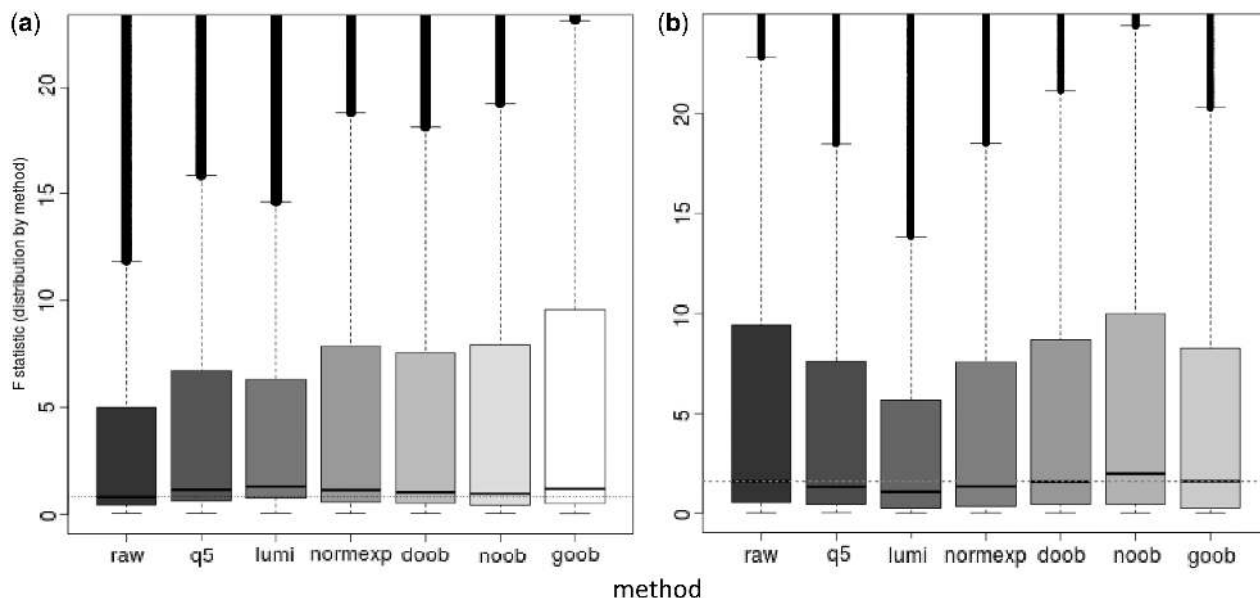 (a)
F statistic (distribution by method)
20
15
10
5
0
raw q5 lumi normexp doob noob goob
(b)
20
15
10
5
0
raw q5 lumi normexp doob noob goob
method